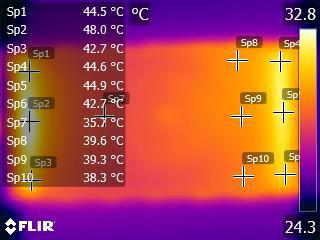 Sp1 44.5 °C
Sp2 48.0 °C
Sp3 42.7 °C
Sp4 44.6 °C
Sp5 44.9 °C
Sp6 42.7 °C
Sp7 35.7 °C
Sp8 39.6 °C
Sp9 39.3 °C
Sp10 38.3 °C
°C
32.8
Sp1
Sp8
Sp4
Sp2
Sp9
Sp3
Sp10
Sp
FLIR
24.3